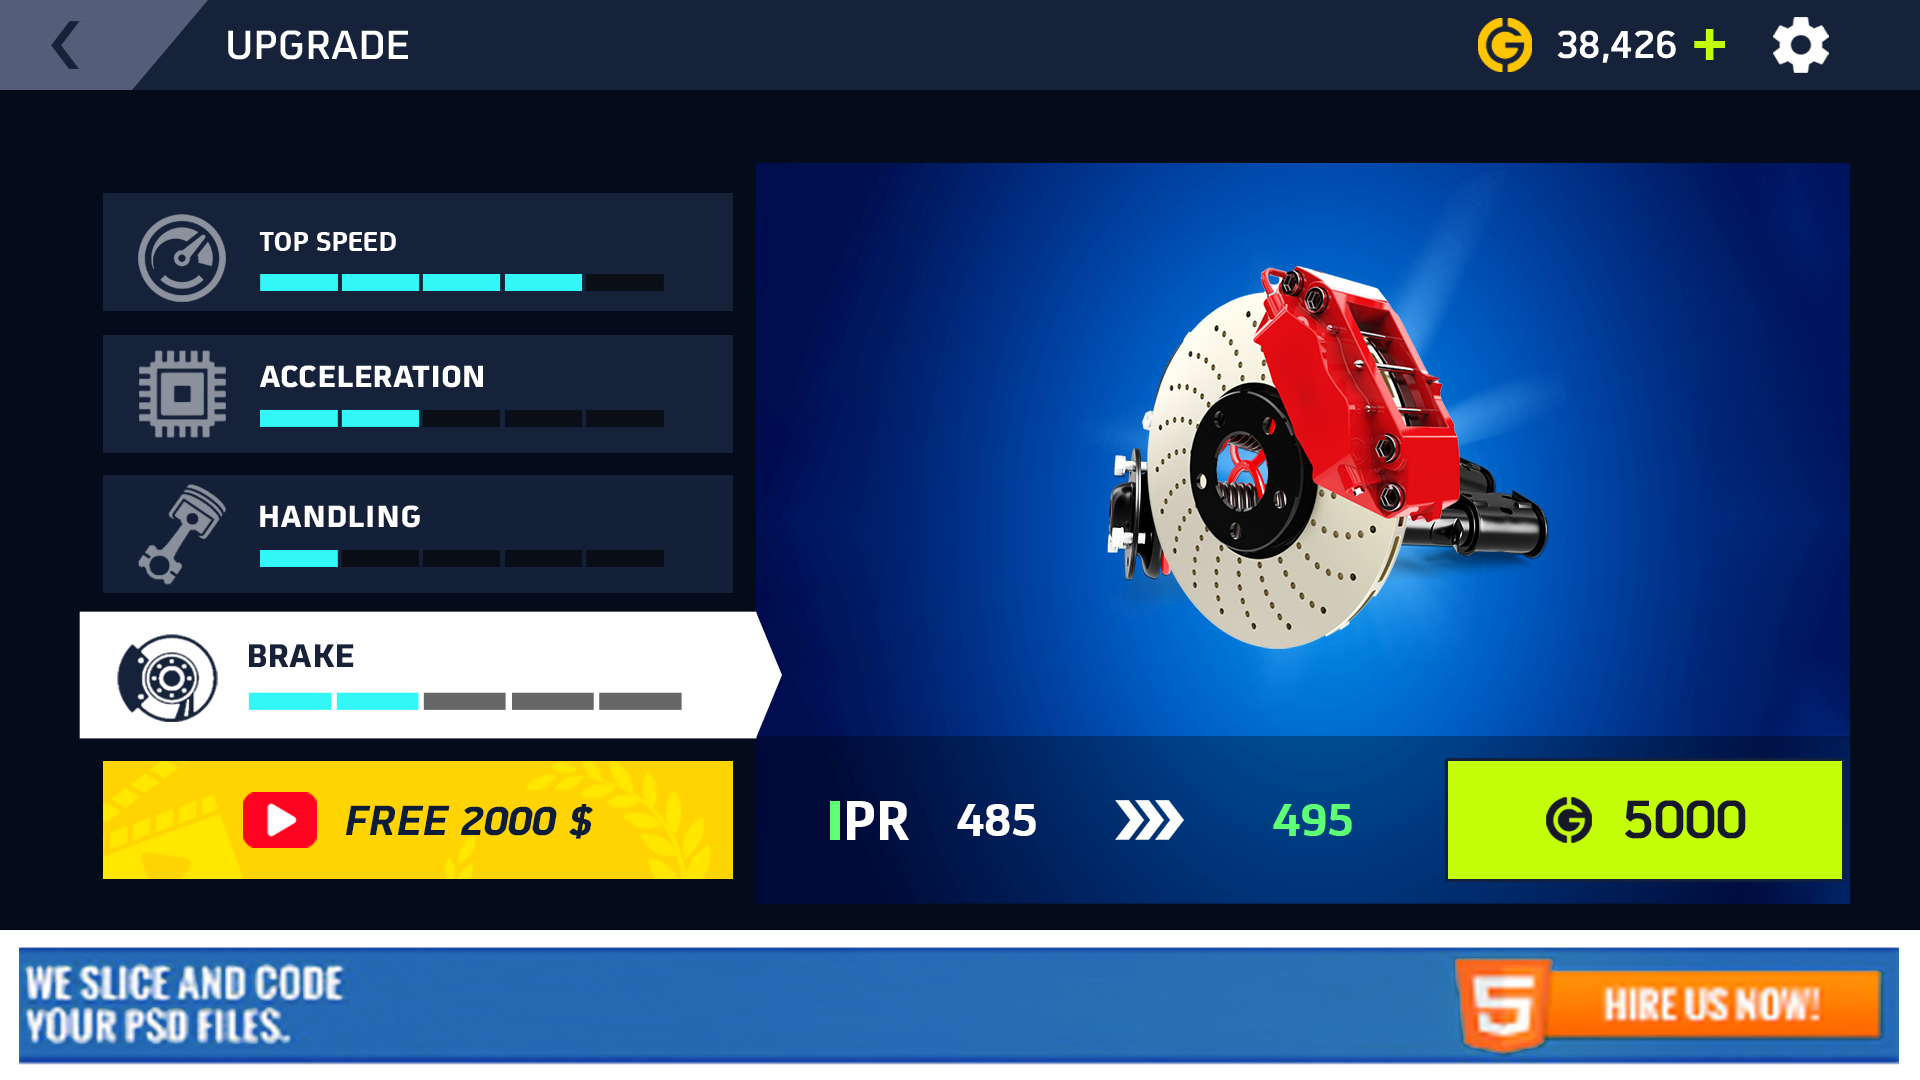 UPGRADE
38,426 +
TOP SPEED
ACCELERATION
HANDLING
BRAKE
FREE 2000 $
IPR 485 495
5000
WE SLICE AND CODE
YOUR PSD FILES.
5 HIRE US NOW!